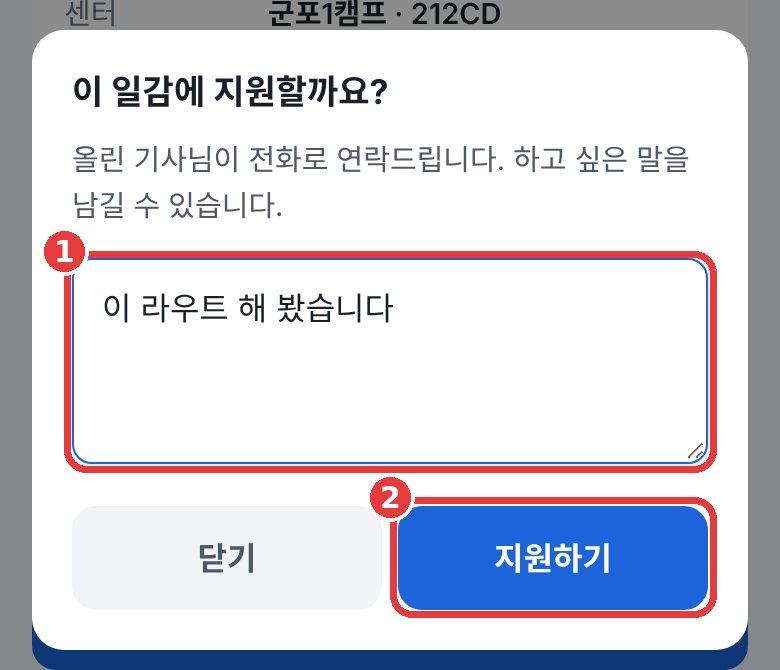 센터 군포1캠프 · 212CD
이 일감에 지원할까요?
올린 기사님이 전화로 연락드립니다. 하고 싶은 말을
남길 수 있습니다.
1
이 라우트 해 봤습니다
2
닫기 지원하기